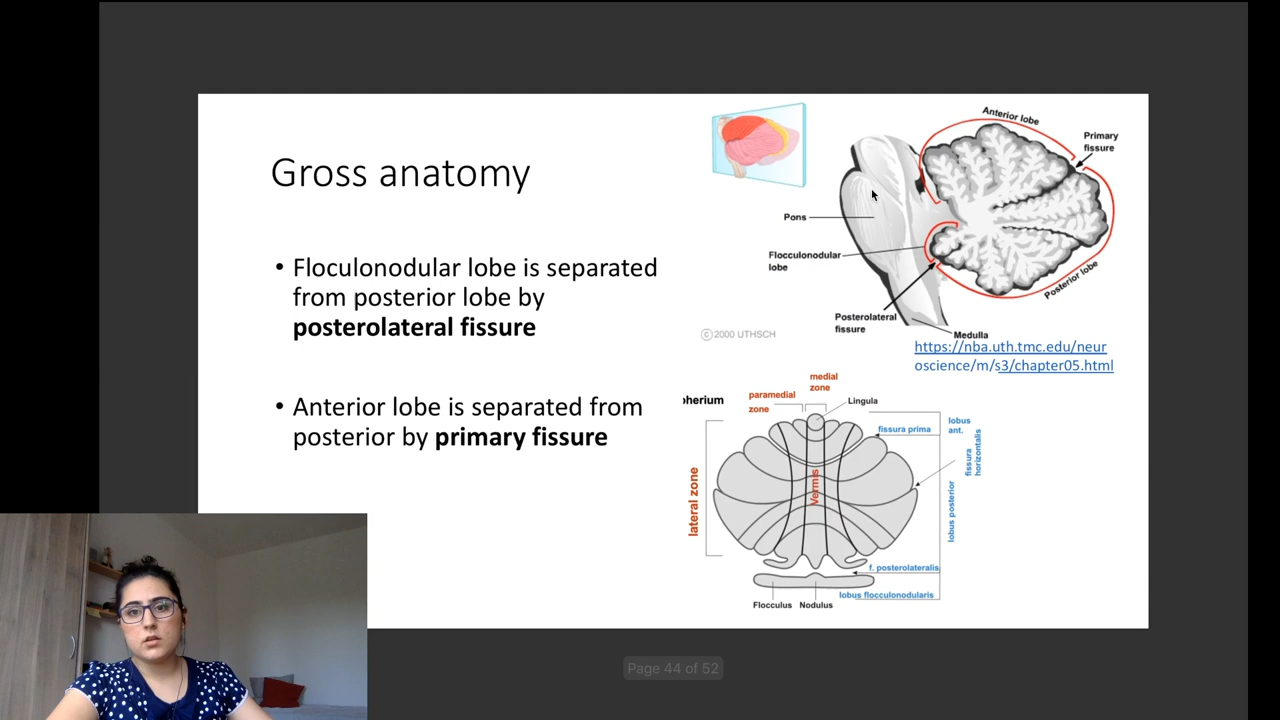 Gross anatomy
• Floculonodular lobe is separated
from posterior lobe by
posterolateral fissure
• Anterior lobe is separated from
posterior by primary fissure
Anterior lobe
Primary
fissure
Pons
Flocculonodular
lobe
Posterior lobe
Posterolateral
fissure
Medulla
©2000 UTHSCH
https://nba.uth.tmc.edu/neur
oscience/m/s3/chapter05.html
medial
zone
paramedial
zone
pherium
Lingula
lobus
ant.
fissura prima
fissura
horizontalis
lateral zone
Vermis
lobus posterior
f. posterolateralis
lobus flocculonodularis
Flocculus
Nodulus
Page 44 of 52